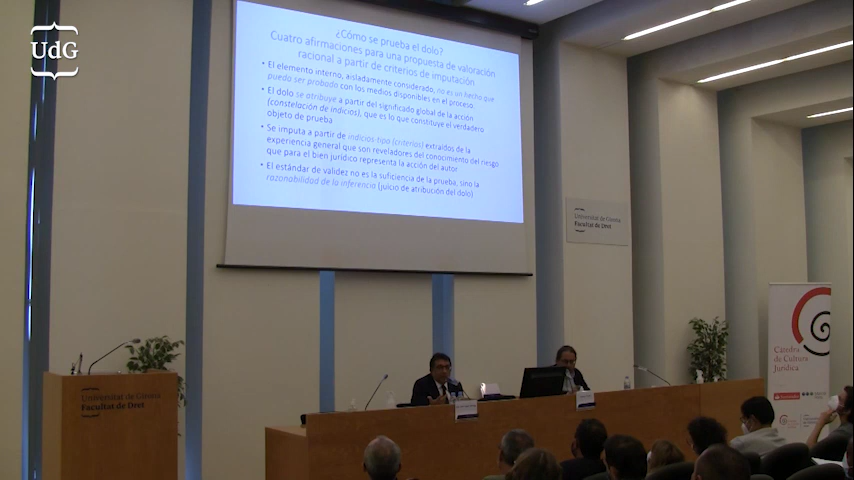 UdG
¿Cómo se prueba el dolo?
Cuatro afirmaciones para una propuesta de valoración
racional a partir de criterios de imputación
• El elemento interno, aisladamente considerado, no es un hecho que
pueda ser probado con los medios disponibles en el proceso
• El dolo se atribuye a partir del significado global de la acción
(constelación de indicios), que es lo que constituye el verdadero
objeto de prueba
• Se imputa a partir de indicios-tipo (criterios) extraídos de la
experiencia general que son reveladores del conocimiento del riesgo
que para el bien jurídico representa la acción del autor
• El estándar de validez no es la suficiencia de la prueba, sino la
razonabilidad de la inferencia (juicio de atribución del dolo)
Universitat de Girona
Facultat de Dret
Càtedra
de Cultura
Jurídica
Universitat de Girona
Facultat de Dret